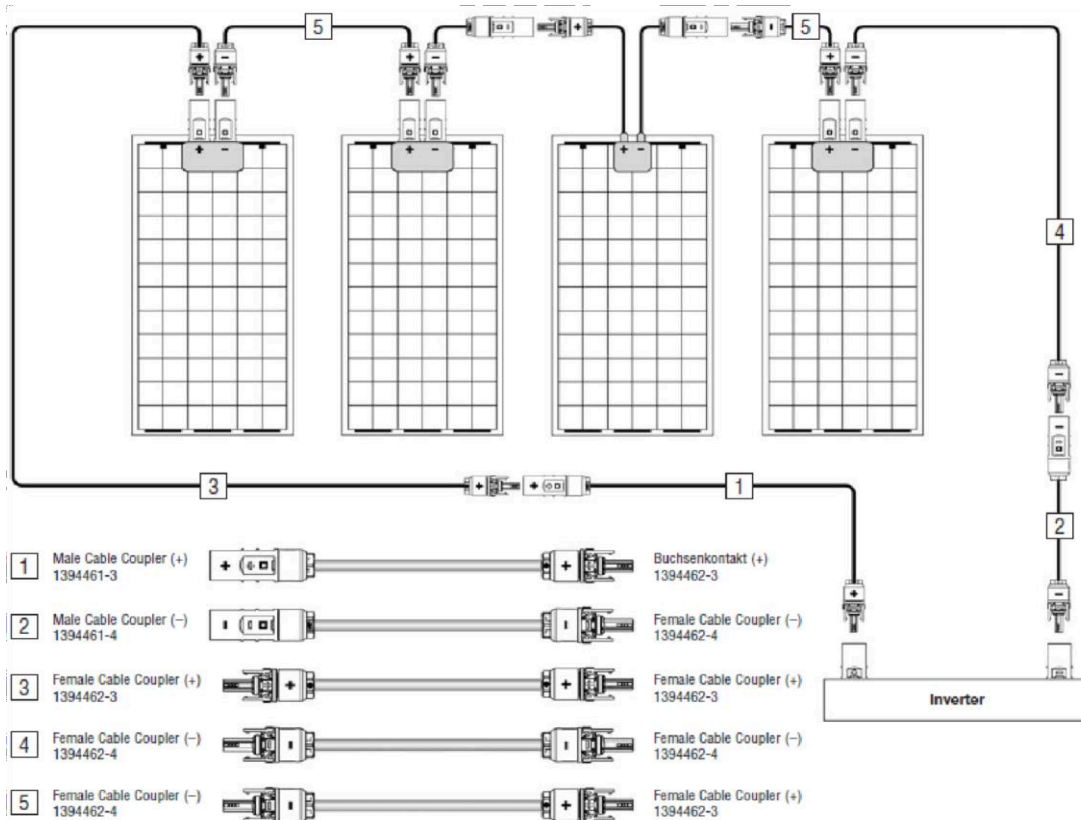 5
5
+ - + - + - + - + -
+ - + - + - + -
4
3
+ +
1
-
-
2
+ -
Inverter
1 Male Cable Coupler (+) + + Buchsenkontakt (+)
1394461-3 1394462-3
2 Male Cable Coupler (–) - - Female Cable Coupler (–)
1394461-4 1394462-4
3 Female Cable Coupler (+) + + Female Cable Coupler (+)
1394462-3 1394462-3
4 Female Cable Coupler (–) - - Female Cable Coupler (–)
1394462-4 1394462-4
5 Female Cable Coupler (–) - + Female Cable Coupler (+)
1394462-4 1394462-3